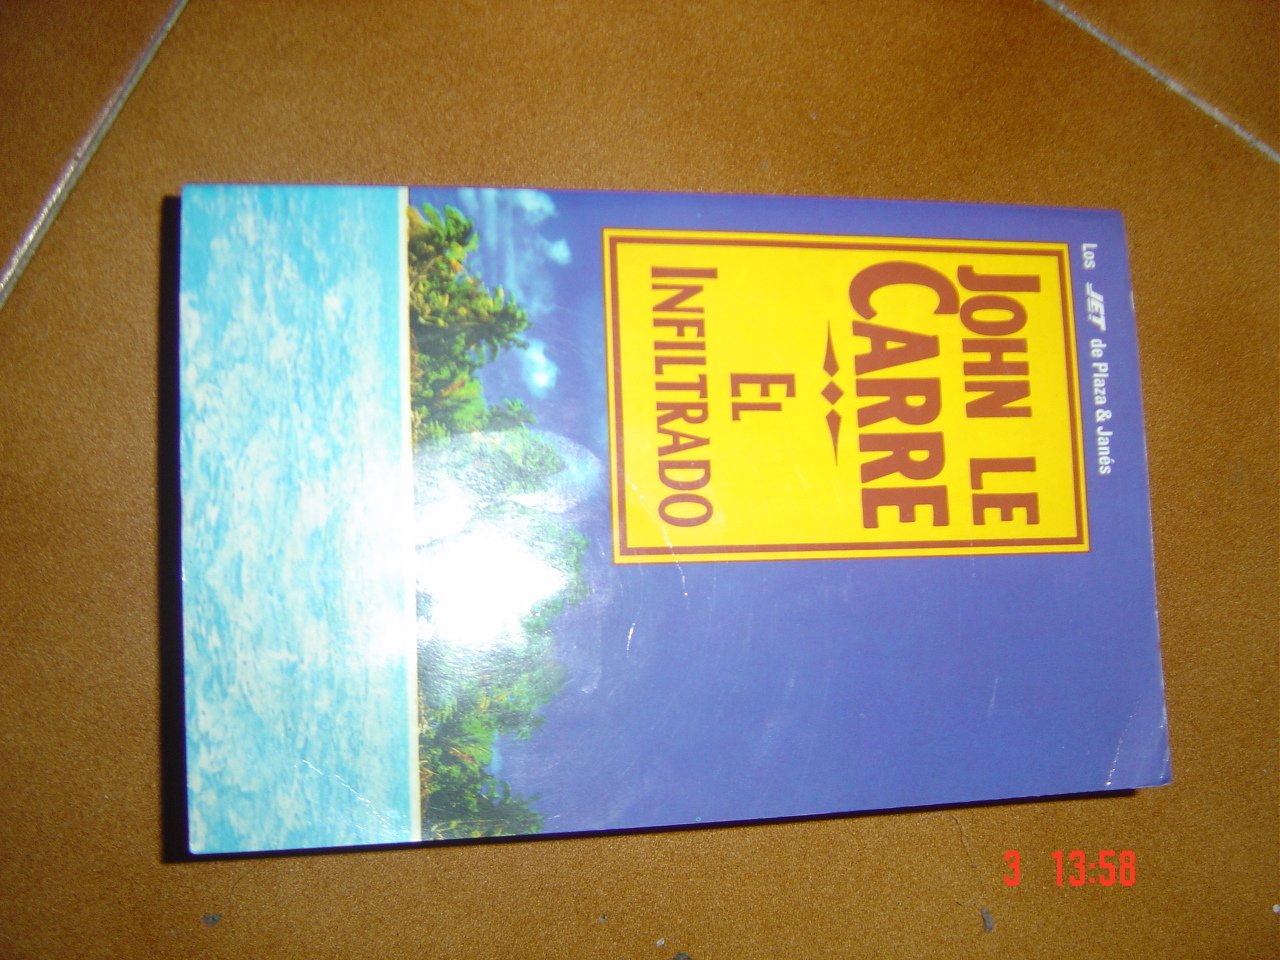 Los JET de Plaza & Janés
JOHN LE
CARRE
EL
INFILTRADO
3 13:58